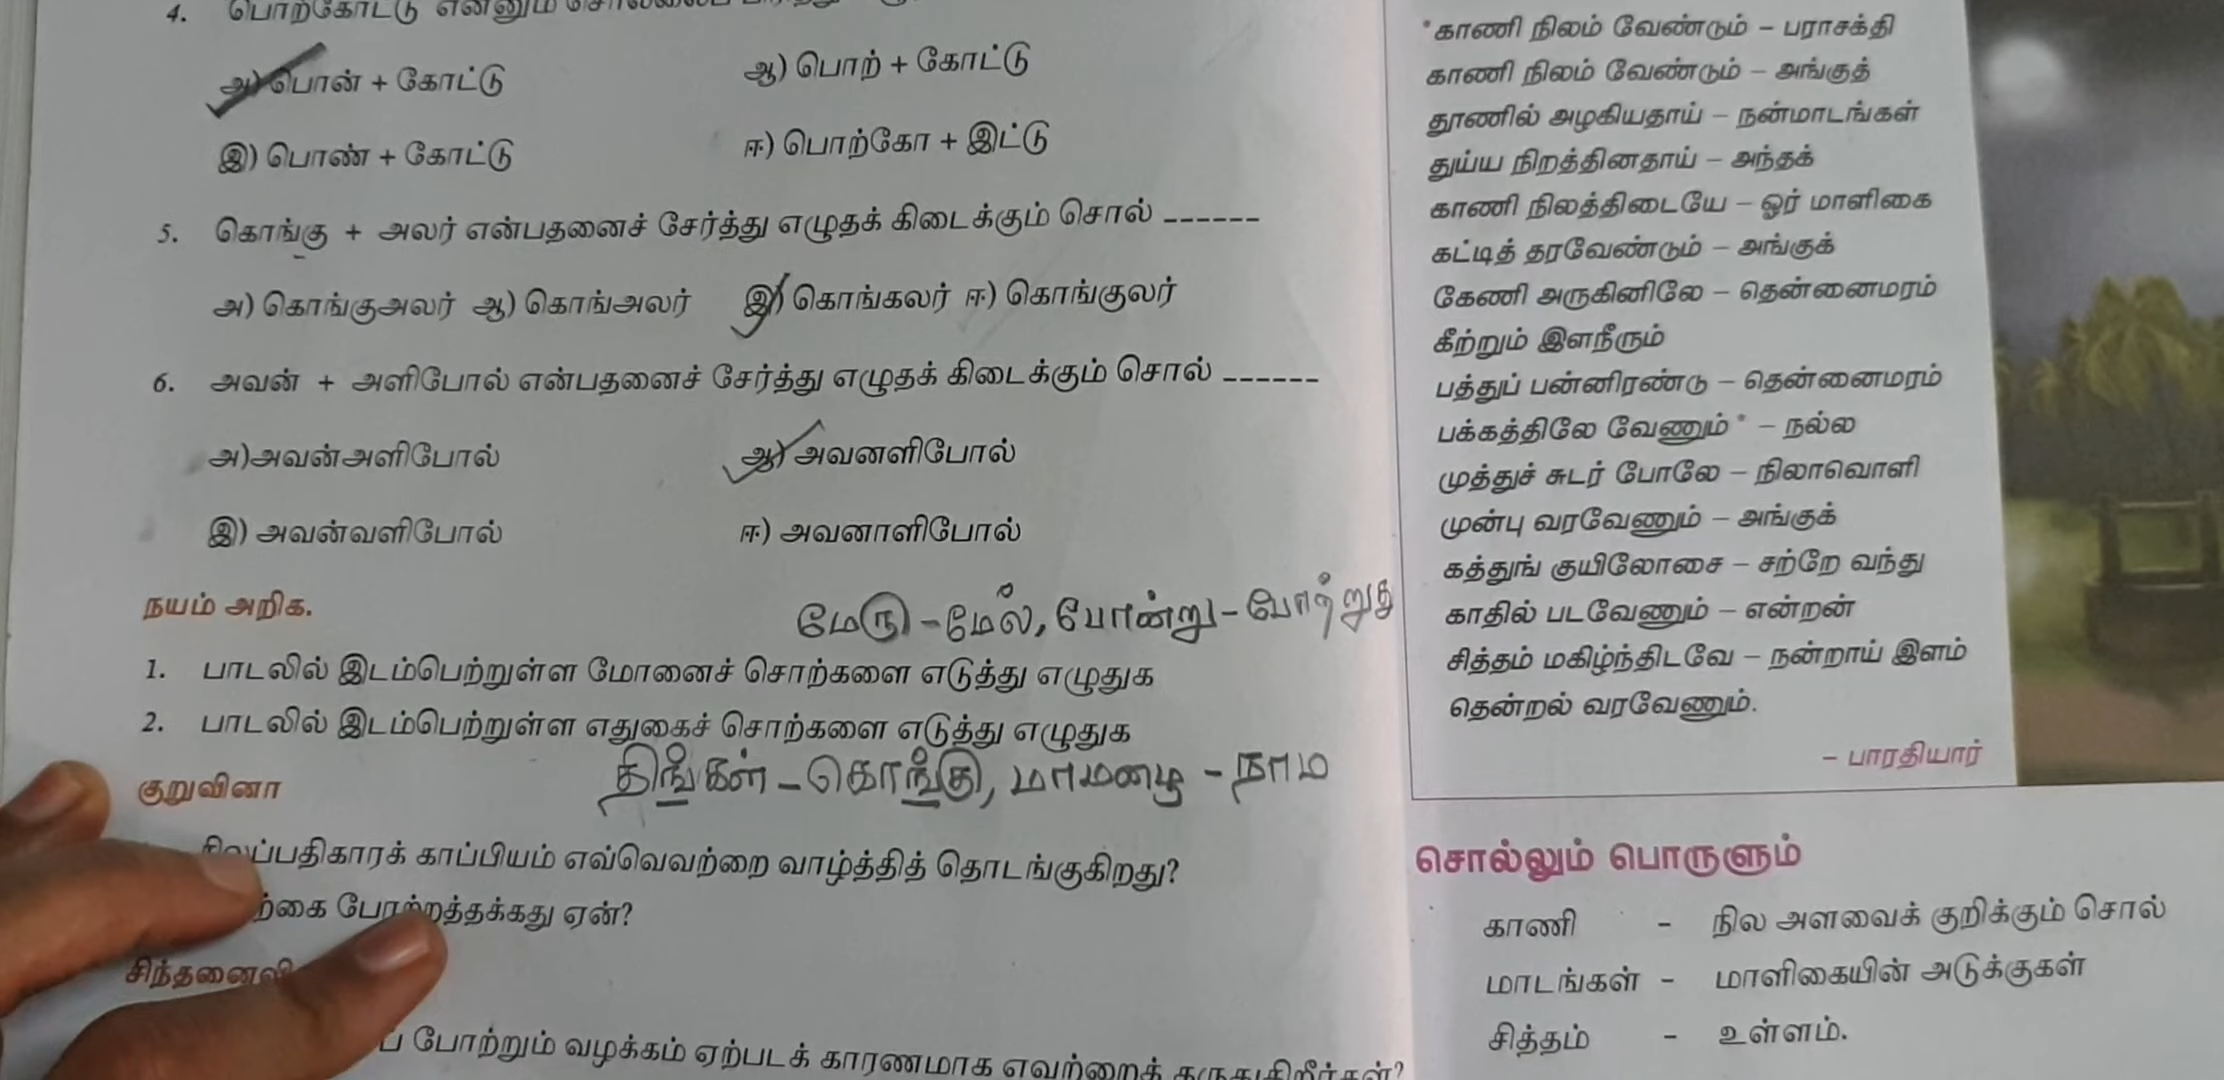 4. பொற்கோட்டு என்னும்
அ) பொன் + கோட்டு ஆ) பொற் + கோட்டு
இ) பொண் + கோட்டு ஈ) பொற்கோ + இட்டு
5. கொங்கு + அலர் என்பதனைச் சேர்த்து எழுதக் கிடைக்கும் சொல் ------
அ) கொங்குஅலர் ஆ) கொங்அலர் இ) கொங்கலர் ஈ) கொங்குலர்
6. அவன் + அளிபோல் என்பதனைச் சேர்த்து எழுதக் கிடைக்கும் சொல் ------
அ)அவன்அளிபோல் ஆ) அவனளிபோல்
இ) அவன்வளிபோல் ஈ) அவனாளிபோல்
நயம் அறிக.
மேரு - மேல், போன்று - போற்றுது
1. பாடலில் இடம்பெற்றுள்ள மோனைச் சொற்களை எடுத்து எழுதுக
2. பாடலில் இடம்பெற்றுள்ள எதுகைச் சொற்களை எடுத்து எழுதுக
திங்கள் - கொங்கு, மாமழை - நாம
குறுவினா
காப்பியம் எவ்வெவற்றை வாழ்த்தித் தொடங்குகிறது?
போற்றத்தக்கது ஏன்?
போற்றும் வழக்கம் ஏற்படக் காரணமாக எவற்றைக் கருதுகிறீர்கள்?
*காணி நிலம் வேண்டும் – பராசக்தி
காணி நிலம் வேண்டும் – அங்குத்
தூணில் அழகியதாய் – நன்மாடங்கள்
துய்ய நிறத்தினதாய் – அந்தக்
காணி நிலத்திடையே – ஓர் மாளிகை
கட்டித் தரவேண்டும் – அங்குக்
கேணி அருகினிலே – தென்னைமரம்
கீற்றும் இளநீரும்
பத்துப் பன்னிரண்டு – தென்னைமரம்
பக்கத்திலே வேணும்* – நல்ல
முத்துச் சுடர் போலே – நிலாவொளி
முன்பு வரவேணும் – அங்குக்
கத்துங் குயிலோசை – சற்றே வந்து
காதில் படவேணும் – என்றன்
சித்தம் மகிழ்ந்திடவே – நன்றாய் இளம்
தென்றல் வரவேணும்.
– பாரதியார்
சொல்லும் பொருளும்
காணி - நில அளவைக் குறிக்கும் சொல்
மாடங்கள் - மாளிகையின் அடுக்குகள்
சித்தம் - உள்ளம்.